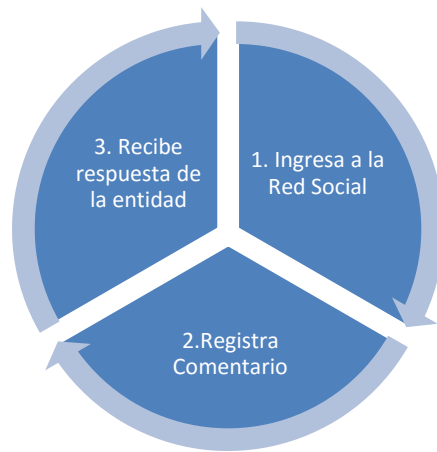 1. Ingresa a la
Red Social
2.Registra
Comentario
3. Recibe
respuesta de
la entidad